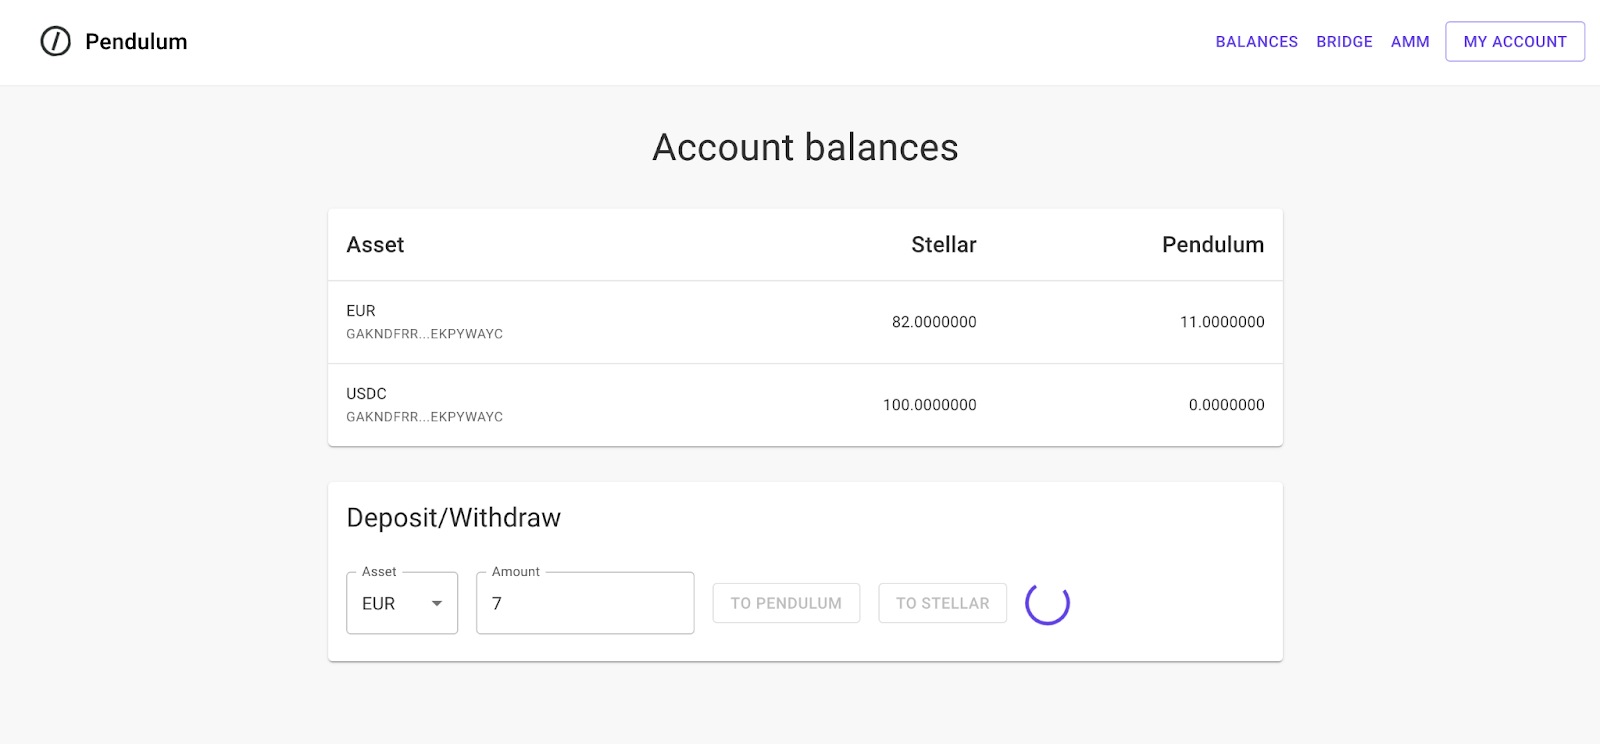 Pendulum
BALANCES BRIDGE AMM MY ACCOUNT
Account balances
Asset Stellar Pendulum
EUR
GAKNDFRR...EKPYWAYC
82.0000000 11.0000000
USDC
GAKNDFRR...EKPYWAYC
100.0000000 0.0000000
Deposit/Withdraw
Asset
EUR
Amount
7
TO PENDULUM
TO STELLAR